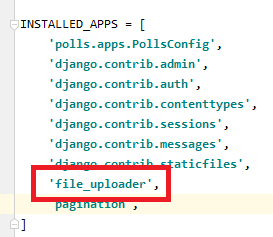 INSTALLED_APPS = [
'polls.apps.PollsConfig',
'django.contrib.admin',
'django.contrib.auth',
'django.contrib.contenttypes',
'django.contrib.sessions',
'django.contrib.messages',
'django.contrib.staticfiles',
'file_uploader',
'pagination',
]